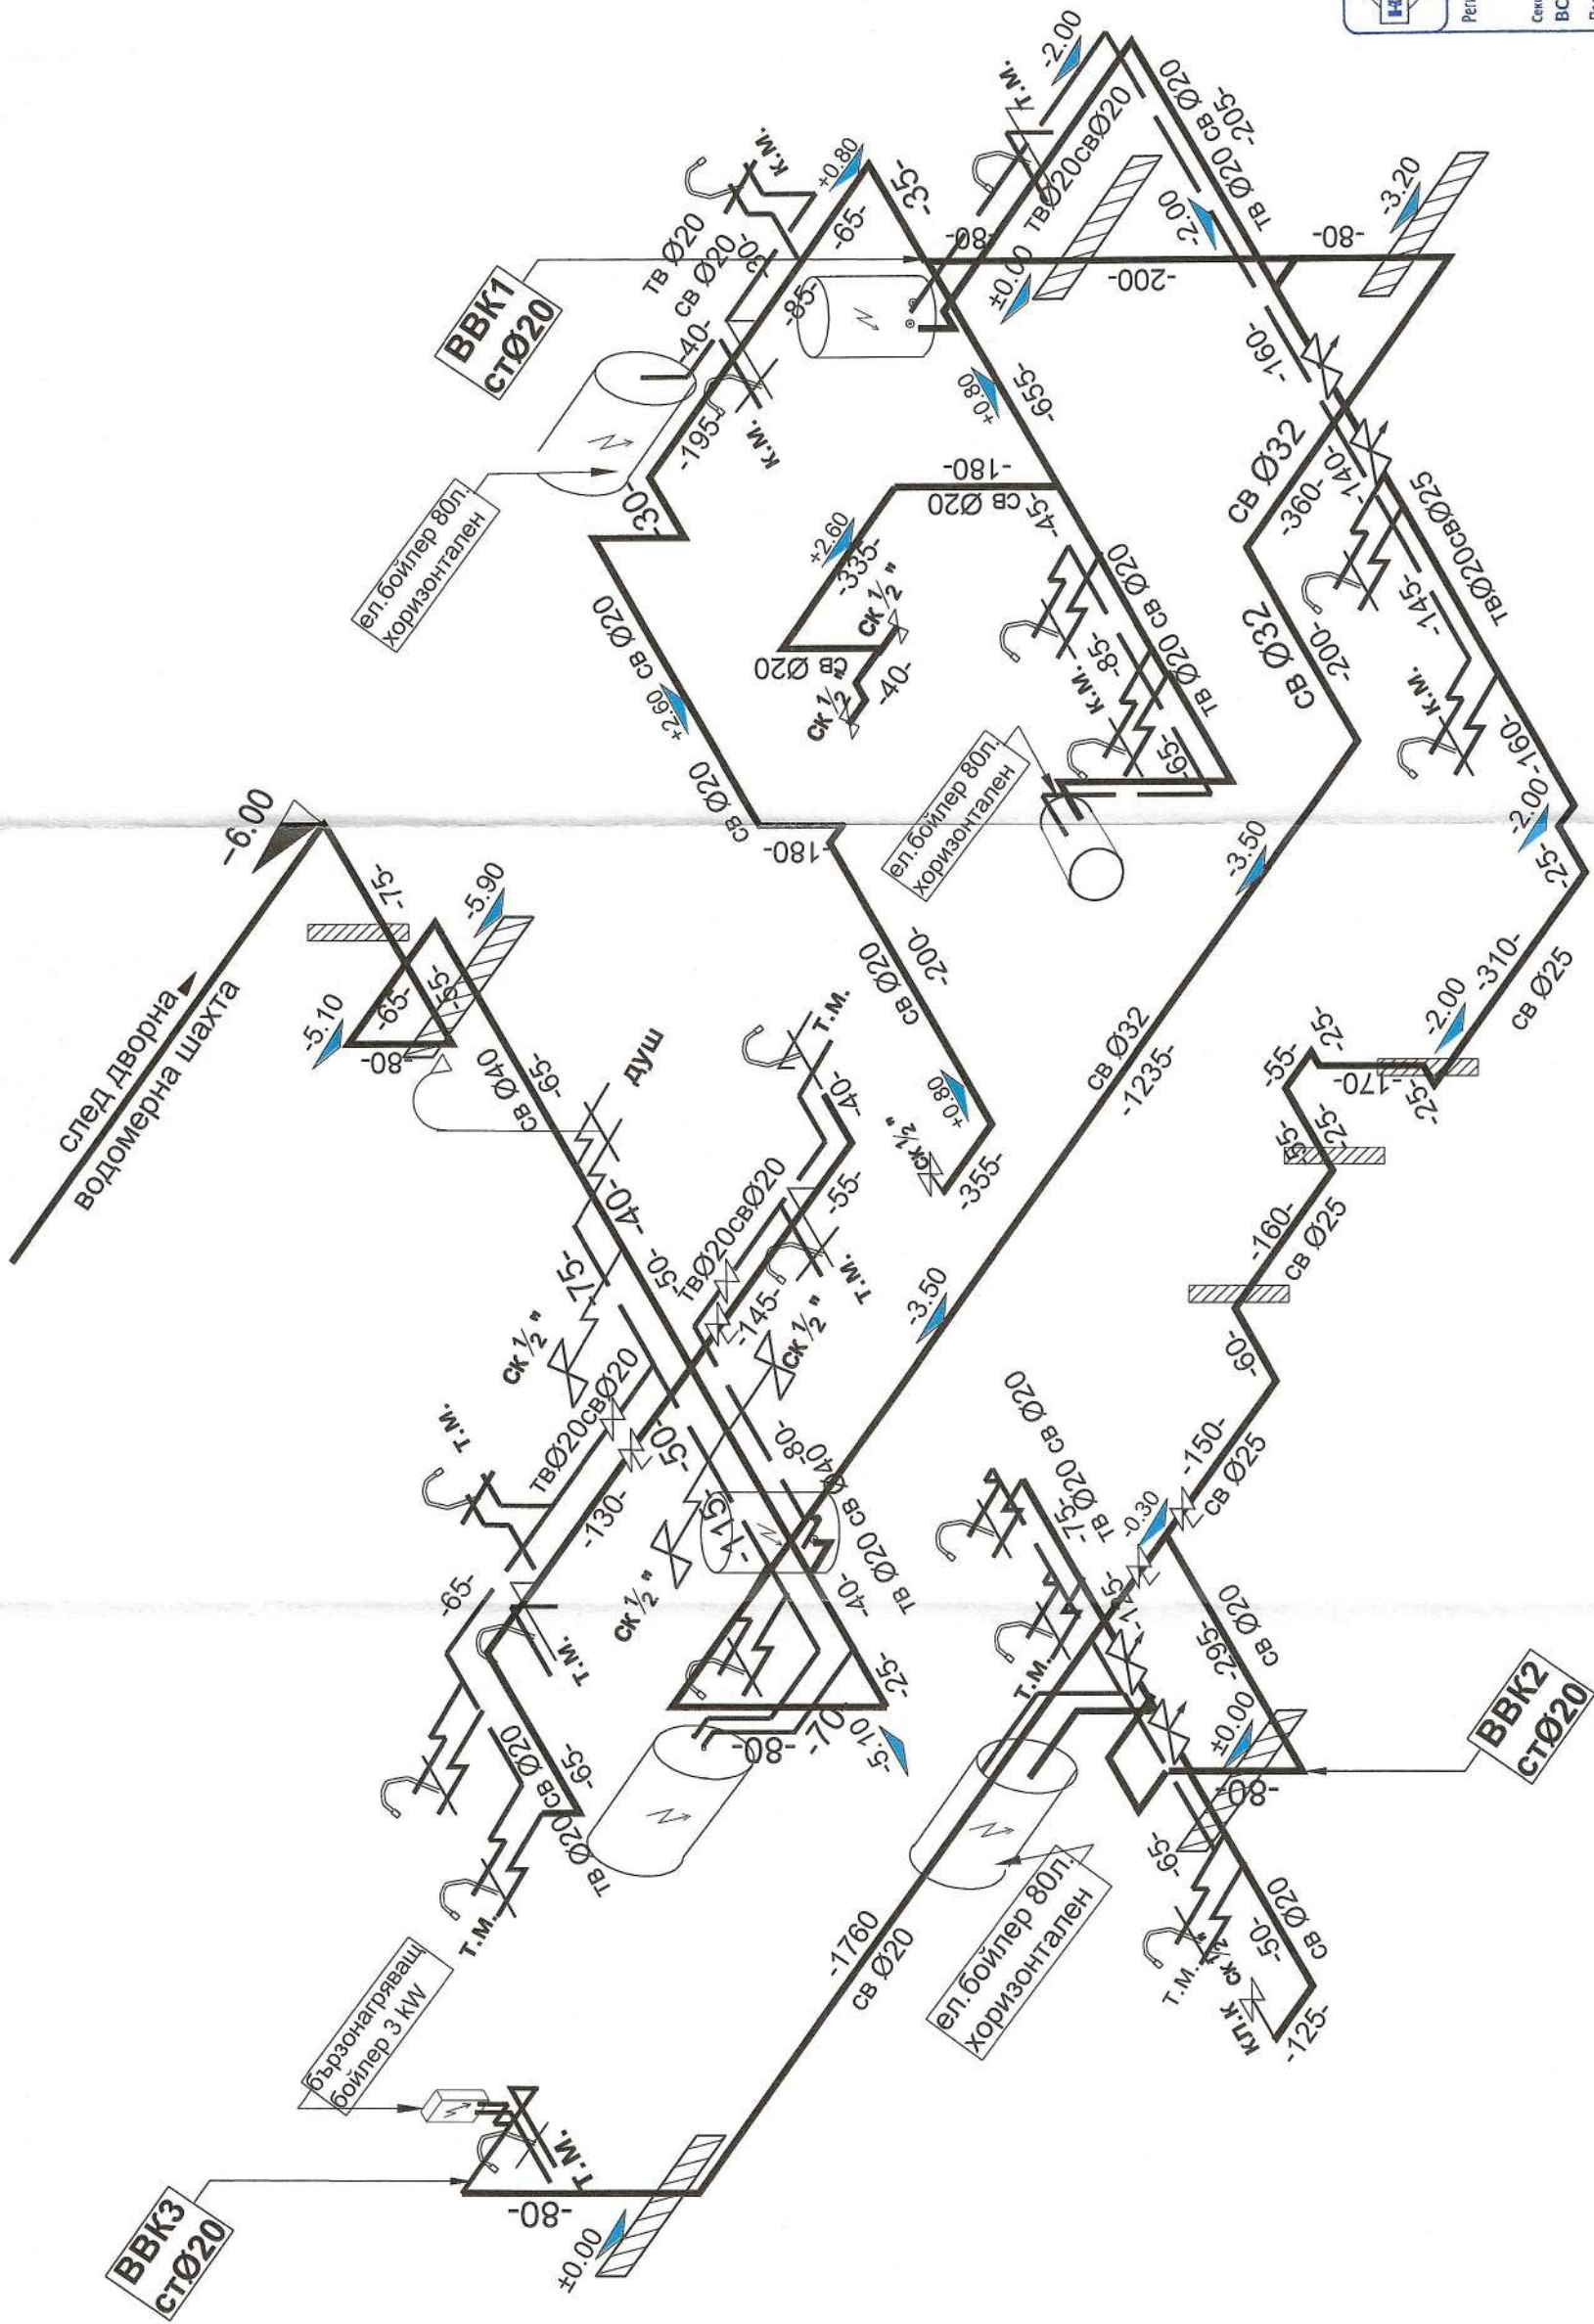 след дворна
водомерна шахта
-6.00
-75-
-5.90
-5.10
-65-
-55-
-80-
св Ø40
-65-
душ
-40-
-50-
-75-
ск 1/2 "
твØ20свØ20
-145-
ск 1/2 "
Т.М.
-55-
-40-
Т.М.
Т.М.
твØ20свØ20
-50-
-130-
-65-
Т.М.
ск 1/2 "
-115-
-80-
-40-
тв Ø20 св Ø40
-25-
-5.10
-70-
-80-
-65-
тв Ø20 св Ø20
Т.М.
бързонагряващ
бойлер 3 kW
ВВК3
стØ20
Т.М.
-80-
±0.00
-1760
св Ø20
ел.бойлер 80л.
хоризонтален
-65-
Т.М.
ск 1/2 "
кп.к
-125-
-50-
св Ø20
-80-
±0.00
ВВК2
стØ20
-295-
св Ø20
-145-
Т.М.
-75-
тв Ø20 св Ø20
-0.30
-150-
св Ø25
-60-
-160-
св Ø25
-55-
-25-
-55-
-25-
-170-
-25-
-2.00
-310-
св Ø25
-25-
-2.00
-160-
К.М.
-145-
твØ20свØ25
-140-
-360-
-160-
св Ø32
-200-
св Ø32
-3.50
св Ø32
-1235-
-3.50
ВВК1
стØ20
ел.бойлер 80л.
хоризонтален
тв Ø20
св Ø20
-30-
-40-
К.М.
+0.80
-65-
-35-
-85-
К.М.
-195-
-30-
св Ø20
+2.60
св Ø20
-180-
-200-
св Ø20
+0.80
ск 1/2 "
-355-
+0.80
-655-
-180-
св Ø20
+2.60
-335-
св Ø20
ск 1/2 "
ск 1/2 "
-40-
-45-
тв Ø20 св Ø20
-85-
К.М.
-65-
тв Ø20
ел.бойлер 80л.
хоризонтален
-80-
±0.00
твØ20свØ20
Т.М.
-2.00
-205-
тв Ø20 св Ø20
-2.00
-200-
-80-
-3.20